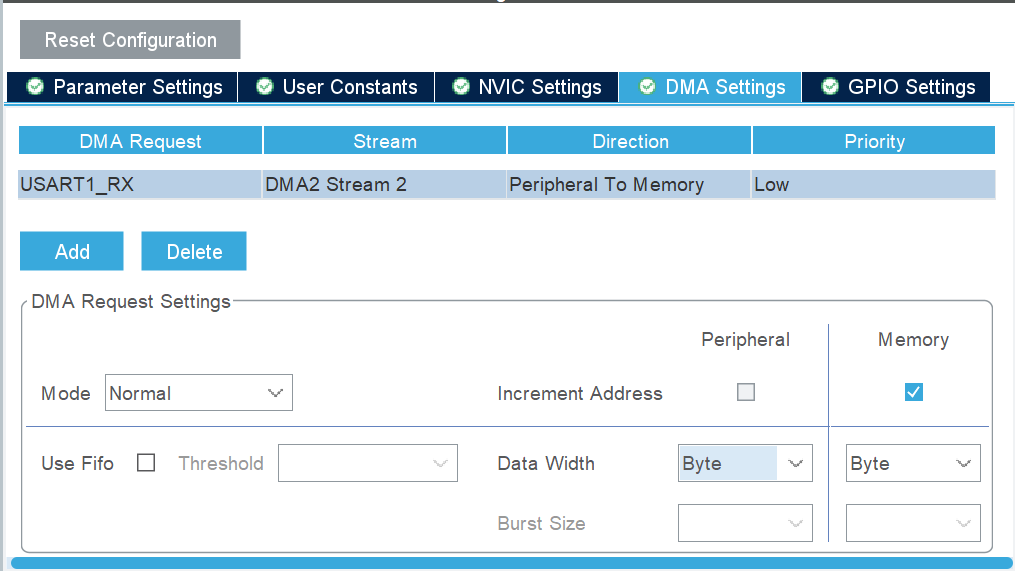 Reset Configuration
Parameter Settings User Constants NVIC Settings DMA Settings GPIO Settings
DMA Request Stream Direction Priority
USART1_RX DMA2 Stream 2 Peripheral To Memory Low
Add Delete
DMA Request Settings
Peripheral Memory
Mode Normal Increment Address
Use Fifo Threshold Data Width Byte Byte
Burst Size